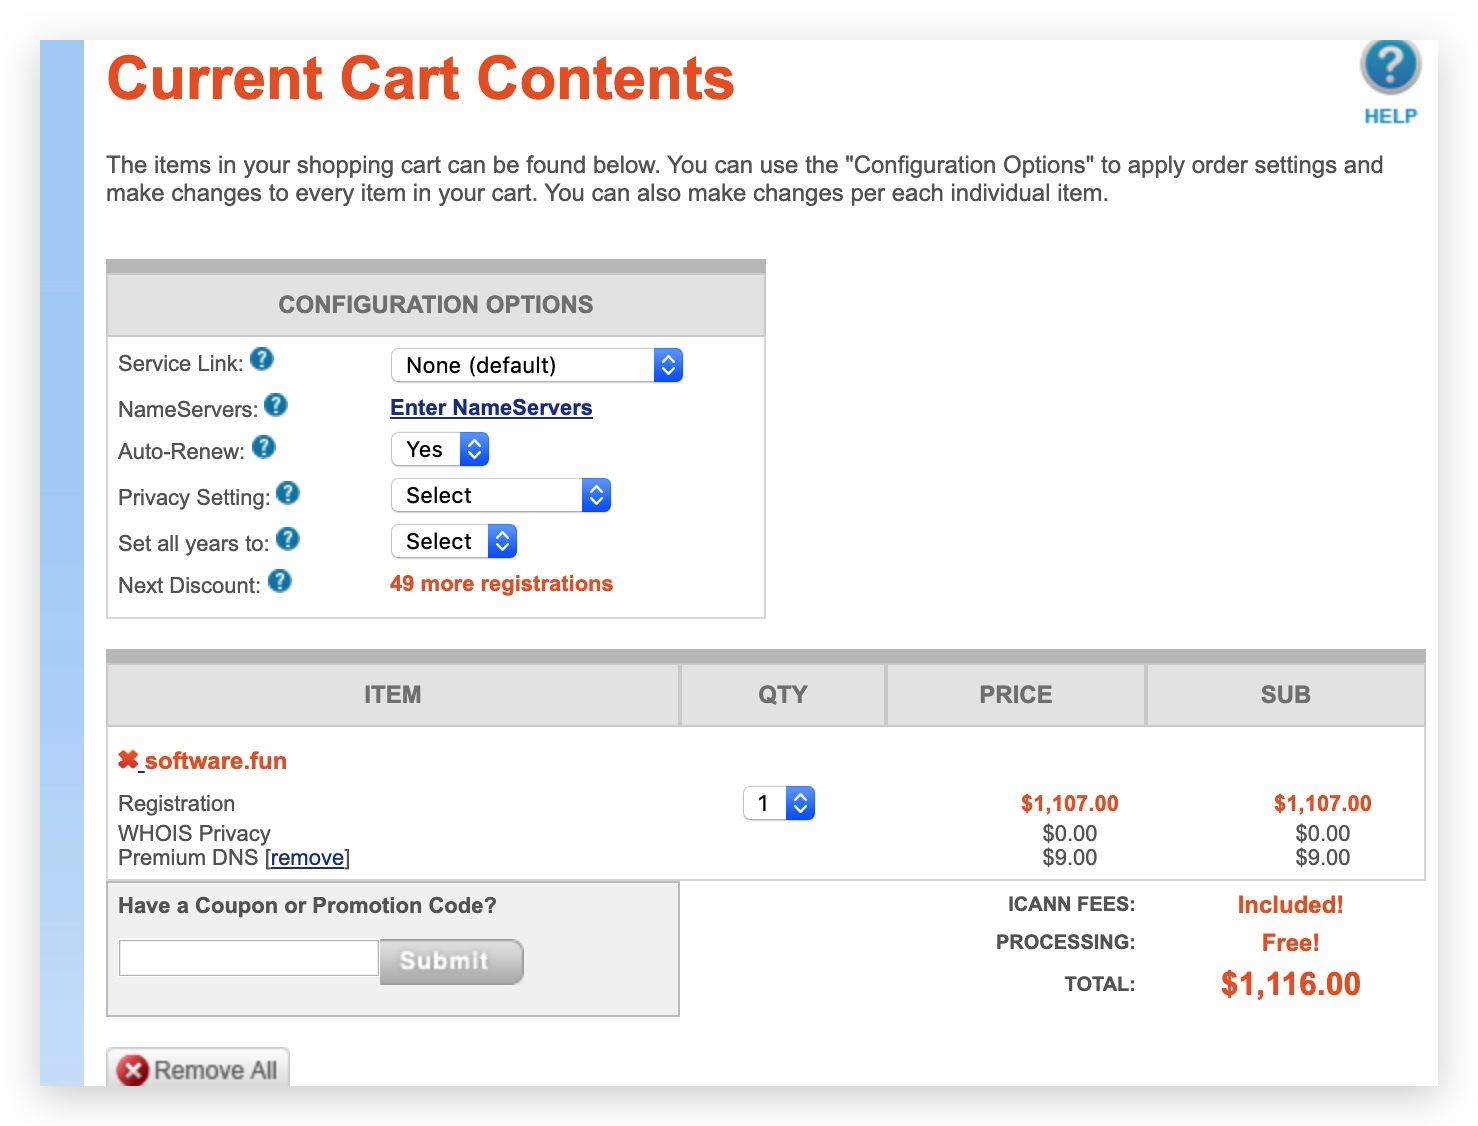 Current Cart Contents
HELP
The items in your shopping cart can be found below. You can use the "Configuration Options" to apply order settings and
make changes to every item in your cart. You can also make changes per each individual item.
CONFIGURATION OPTIONS
Service Link: ? None (default)
NameServers: ? Enter NameServers
Auto-Renew: ? Yes
Privacy Setting: ? Select
Set all years to: ? Select
Next Discount: ? 49 more registrations
ITEM QTY PRICE SUB
software.fun
Registration 1 $1,107.00 $1,107.00
WHOIS Privacy $0.00 $0.00
Premium DNS [remove] $9.00 $9.00
Have a Coupon or Promotion Code?
Submit
ICANN FEES: Included!
PROCESSING: Free!
TOTAL: $1,116.00
Remove All